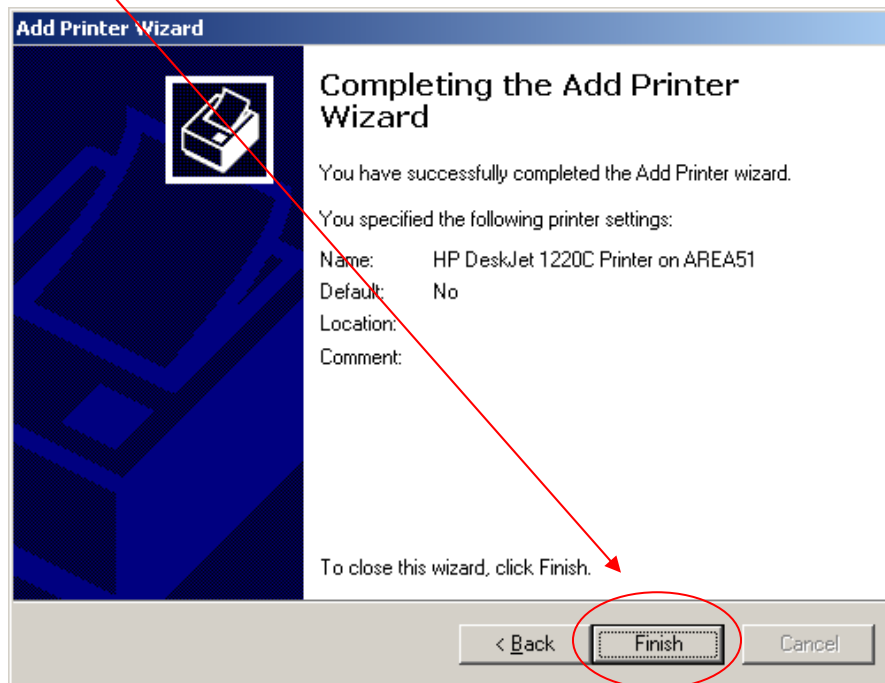 Add Printer Wizard
Completing the Add Printer
Wizard
You have successfully completed the Add Printer wizard.
You specified the following printer settings:
Name: HP DeskJet 1220C Printer on AREA51
Default: No
Location:
Comment:
To close this wizard, click Finish.
< Back Finish Cancel